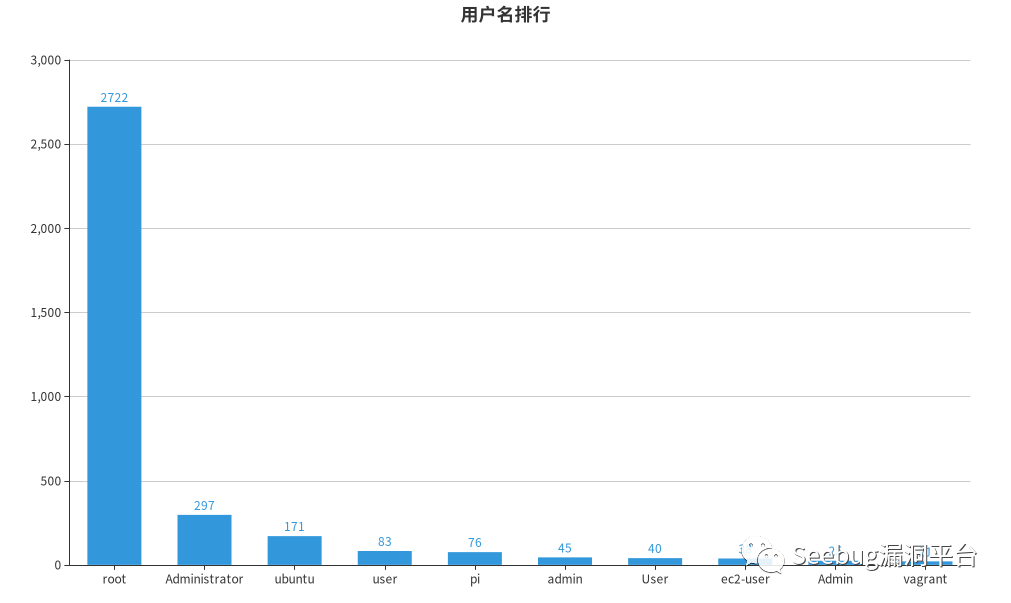 用户名排行
3,000
2,500
2,000
1,500
1,000
500
0
2722
297
171
83
76
45
40
root
Administrator
ubuntu
user
pi
admin
User
ec2-user
Admin
vagrant
Seebug漏洞平台